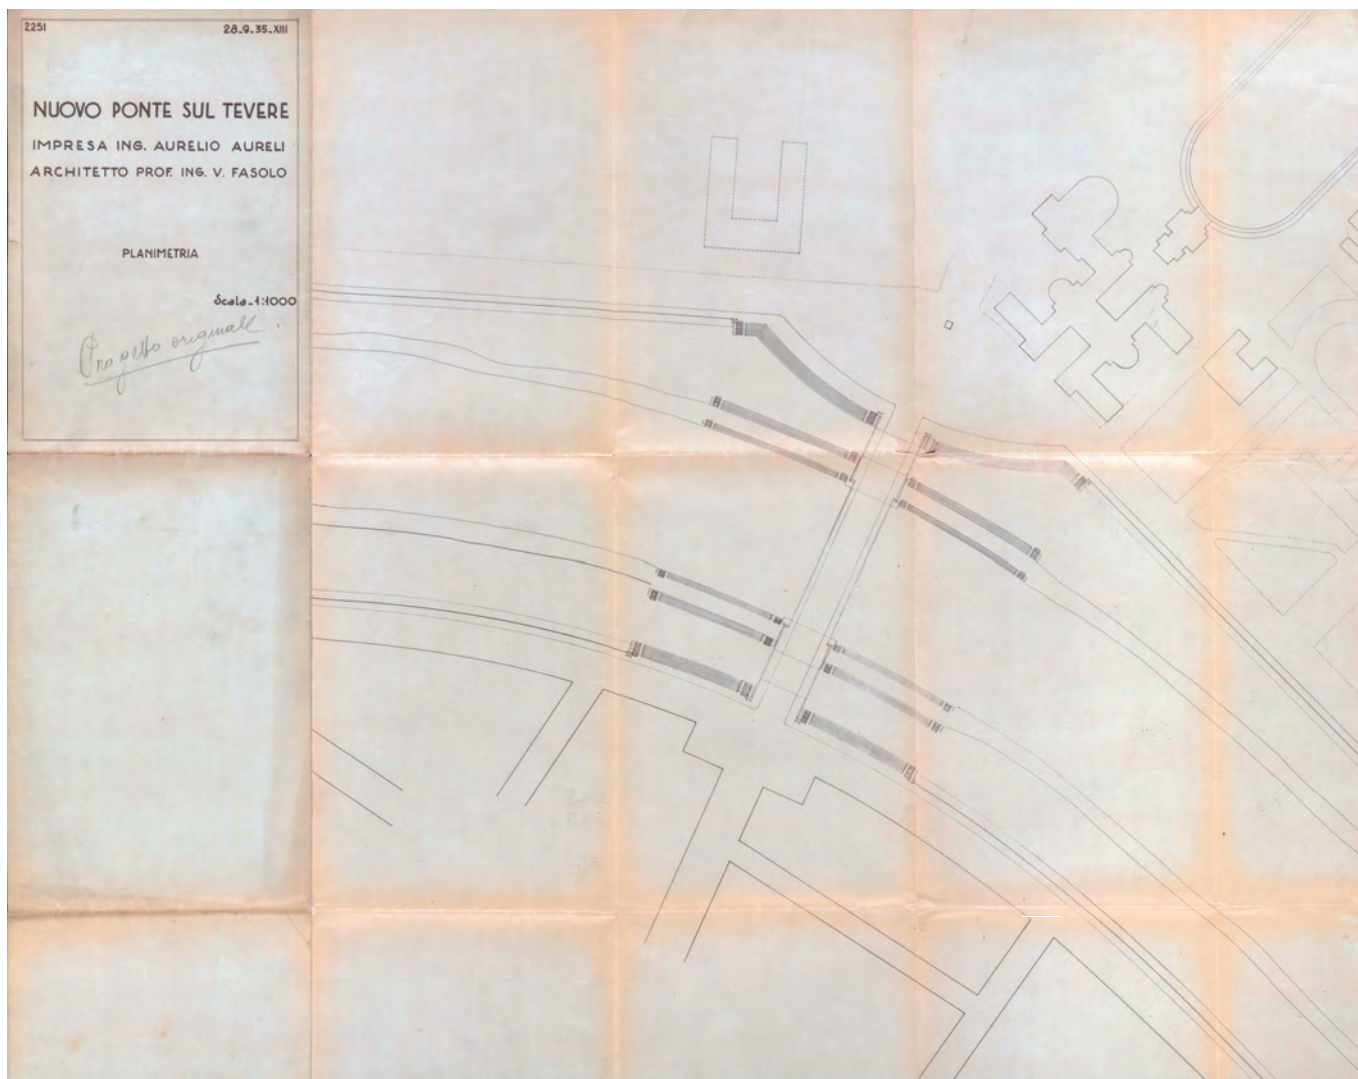 2251 28.9.35.XIII
NUOVO PONTE SUL TEVERE
IMPRESA ING. AURELIO AURELI
ARCHITETTO PROF. ING. V. FASOLO
PLANIMETRIA
Scala-1:1000
Progetto originale